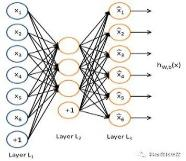 x₁
x₂
x₃
x₄
x₅
x₆
+1
Layer L₁
+1
Layer L₂
x̂₁
x̂₂
x̂₃
x̂₄
x̂₅
x̂₆
Layer L₃
h_W,b(x)